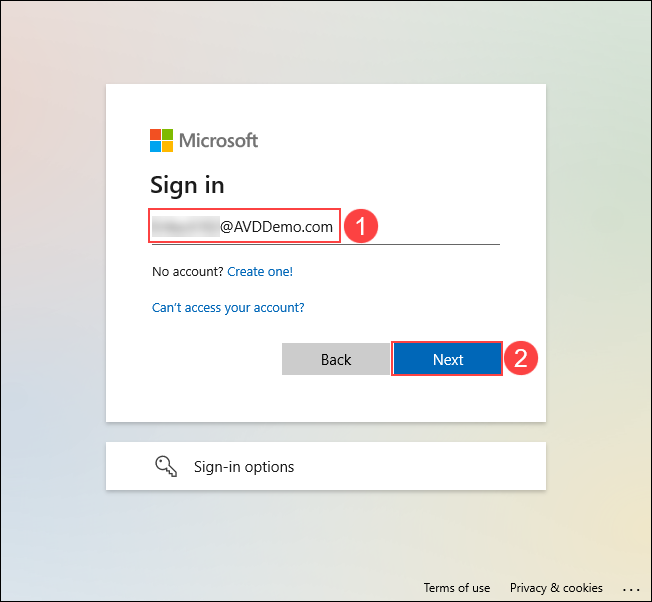 Microsoft
Sign in
@AVDDemo.com 1
No account? Create one!
Can't access your account?
Back Next 2
Sign-in options
Terms of use Privacy & cookies ...